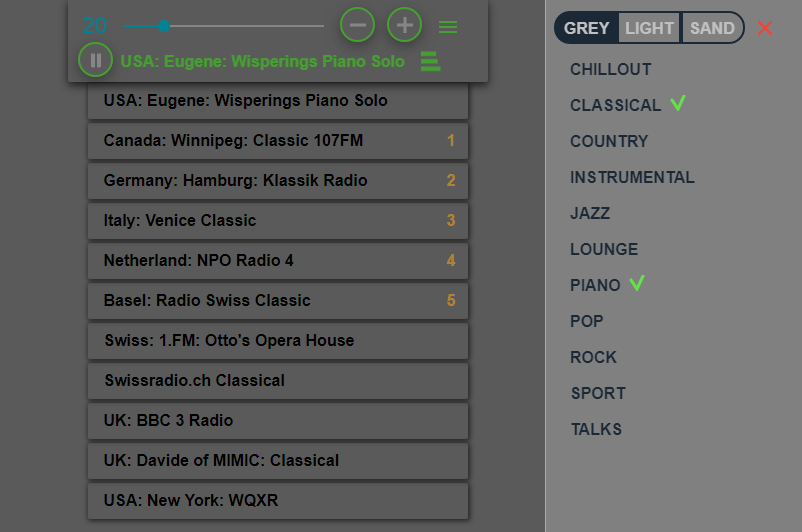 20
USA: Eugene: Wisperings Piano Solo
USA: Eugene: Wisperings Piano Solo
Canada: Winnipeg: Classic 107FM 1
Germany: Hamburg: Klassik Radio 2
Italy: Venice Classic 3
Netherland: NPO Radio 4 4
Basel: Radio Swiss Classic 5
Swiss: 1.FM: Otto's Opera House
Swissradio.ch Classical
UK: BBC 3 Radio
UK: Davide of MIMIC: Classical
USA: New York: WQXR
GREY LIGHT SAND
CHILLOUT
CLASSICAL
COUNTRY
INSTRUMENTAL
JAZZ
LOUNGE
PIANO
POP
ROCK
SPORT
TALKS